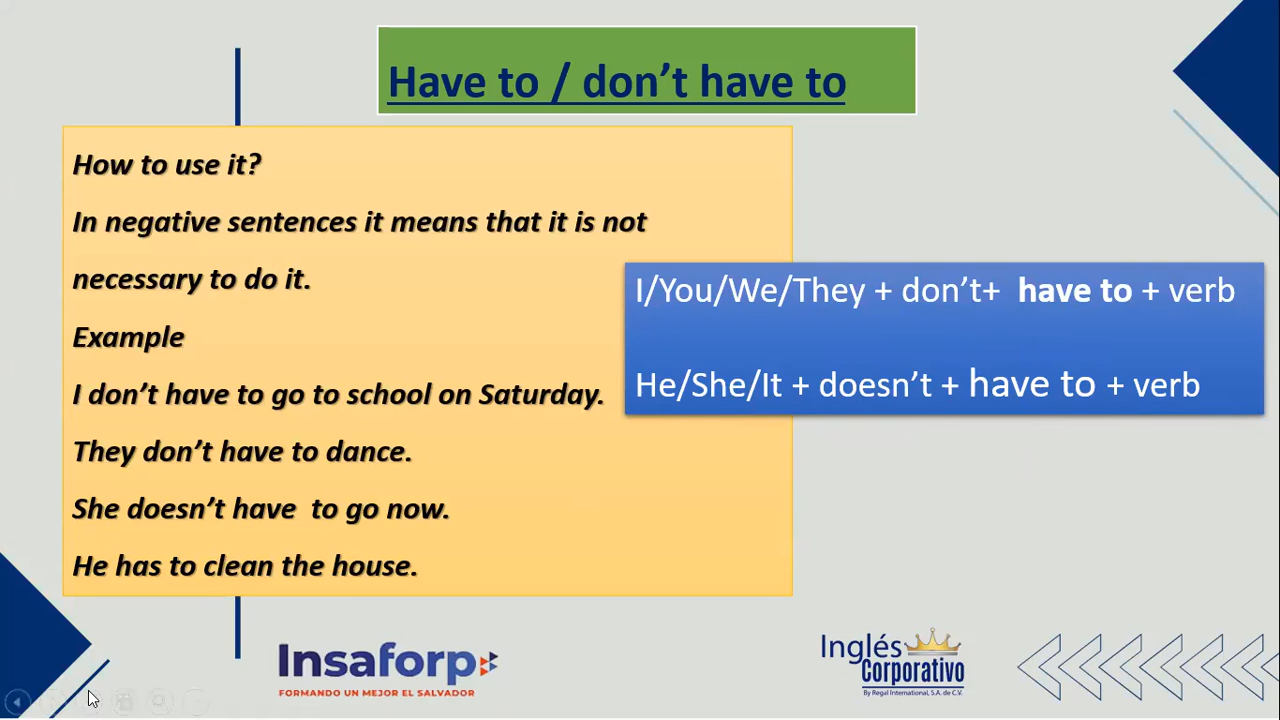 Have to / don’t have to
How to use it?
In negative sentences it means that it is not
necessary to do it.
Example
I don’t have to go to school on Saturday.
They don’t have to dance.
She doesn’t have to go now.
He has to clean the house.
I/You/We/They + don’t+ have to + verb
He/She/It + doesn’t + have to + verb
Insaforp
FORMANDO UN MEJOR EL SALVADOR
Inglés
Corporativo
By Regal International, S.A. de C.V.